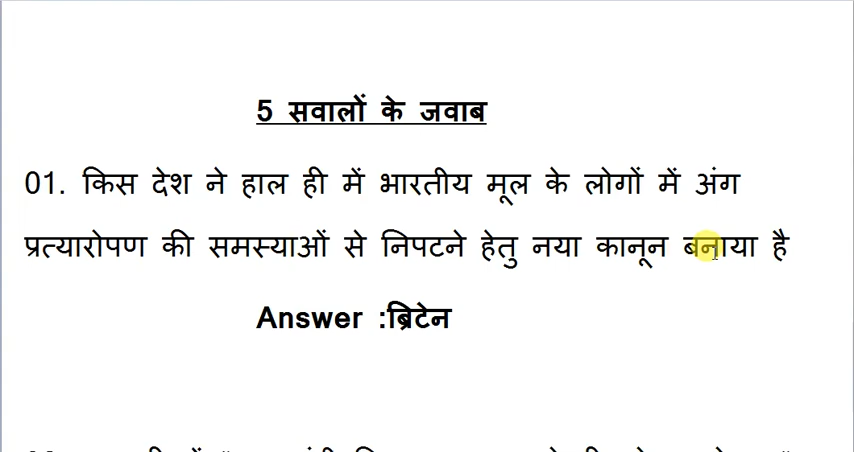 5 सवालों के जवाब
01. किस देश ने हाल ही में भारतीय मूल के लोगों में अंग
प्रत्यारोपण की समस्याओं से निपटने हेतु नया कानून बनाया है
Answer :ब्रिटेन